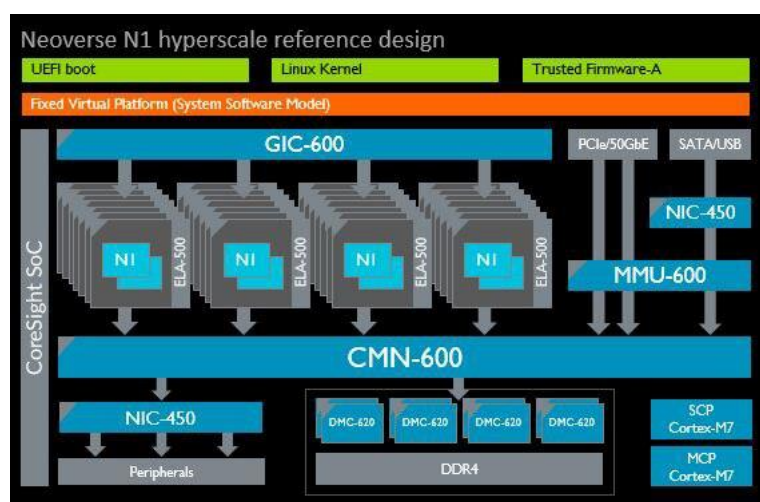 Neoverse N1 hyperscale reference design
UEFI boot
Linux Kernel
Trusted Firmware-A
Fixed Virtual Platform (System Software Model)
CoreSight SoC
GIC-600
PCIe/50GbE
SATA/USB
NIC-450
MMU-600
N1
ELA-500
N1
ELA-500
N1
ELA-500
N1
ELA-500
CMN-600
NIC-450
Peripherals
DMC-620
DMC-620
DMC-620
DMC-620
DDR4
SCP
Cortex-M7
MCP
Cortex-M7